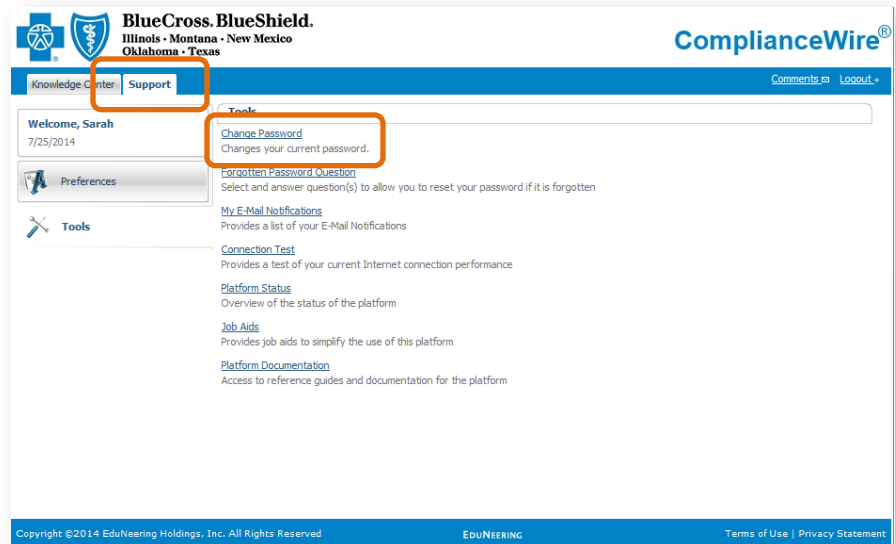 BlueCross. BlueShield.
Illinois · Montana · New Mexico
Oklahoma · Texas
ComplianceWire®
Knowledge Center
Support
Comments
Logout
Welcome, Sarah
7/25/2014
Preferences
Tools
Tools
Change Password
Changes your current password.
Forgotten Password Question
Select and answer question(s) to allow you to reset your password if it is forgotten
My E-Mail Notifications
Provides a list of your E-Mail Notifications
Connection Test
Provides a test of your current Internet connection performance
Platform Status
Overview of the status of the platform
Job Aids
Provides job aids to simplify the use of this platform
Platform Documentation
Access to reference guides and documentation for the platform
Copyright ©2014 EduNeering Holdings, Inc. All Rights Reserved
EDUNEERING
Terms of Use | Privacy Statement